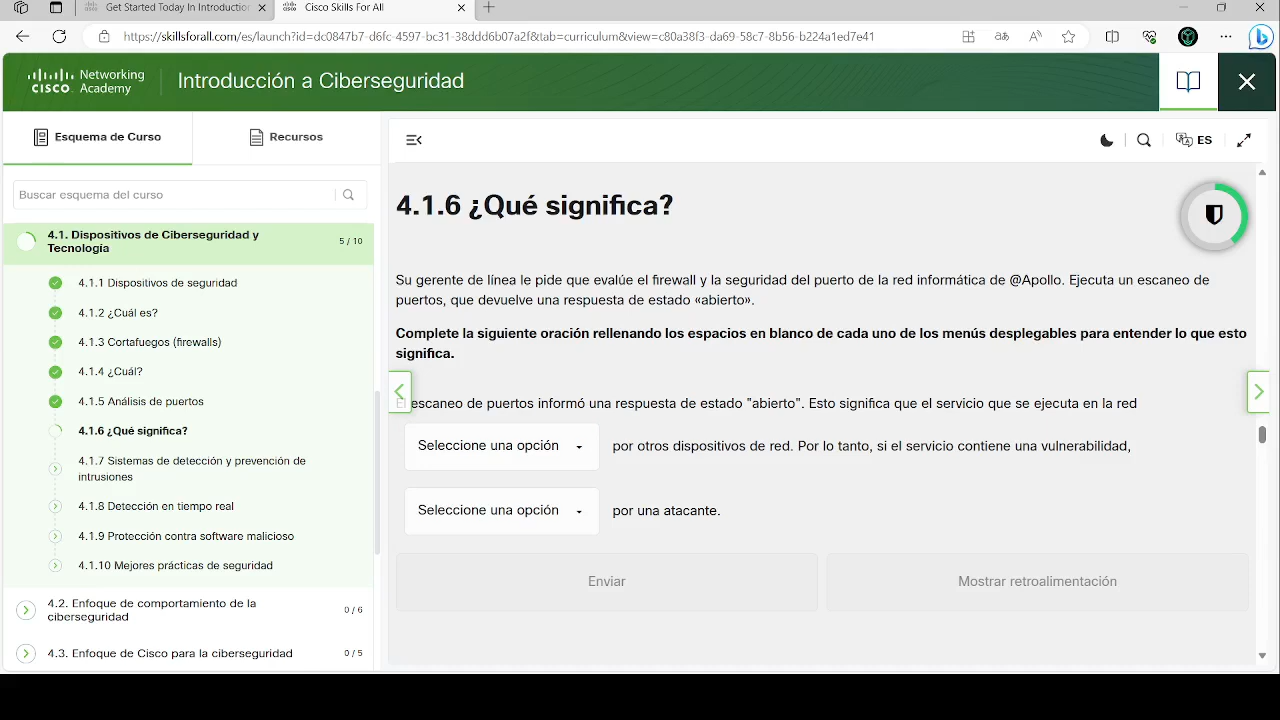 Get Started Today In Introduction
Cisco Skills For All
https://skillsforall.com/es/launch?id=dc0847b7-d6fc-4597-bc31-38ddd6b07a2f&tab=curriculum&view=c80a38f3-da69-58c7-8b56-b224a1ed7e41
CISCO Networking Academy
Introducción a Ciberseguridad
Esquema de Curso
Recursos
ES
Buscar esquema del curso
4.1. Dispositivos de Ciberseguridad y
Tecnología
5 / 10
4.1.1 Dispositivos de seguridad
4.1.2 ¿Cuál es?
4.1.3 Cortafuegos (firewalls)
4.1.4 ¿Cuál?
4.1.5 Análisis de puertos
4.1.6 ¿Qué significa?
4.1.7 Sistemas de detección y prevención de
intrusiones
4.1.8 Detección en tiempo real
4.1.9 Protección contra software malicioso
4.1.10 Mejores prácticas de seguridad
4.2. Enfoque de comportamiento de la
ciberseguridad
0 / 6
4.3. Enfoque de Cisco para la ciberseguridad
0 / 5
4.1.6 ¿Qué significa?
Su gerente de línea le pide que evalúe el firewall y la seguridad del puerto de la red informática de @Apollo. Ejecuta un escaneo de
puertos, que devuelve una respuesta de estado «abierto».
Complete la siguiente oración rellenando los espacios en blanco de cada uno de los menús desplegables para entender lo que esto
significa.
El escaneo de puertos informó una respuesta de estado "abierto". Esto significa que el servicio que se ejecuta en la red
Seleccione una opción por otros dispositivos de red. Por lo tanto, si el servicio contiene una vulnerabilidad,
Seleccione una opción por una atacante.
Enviar
Mostrar retroalimentación